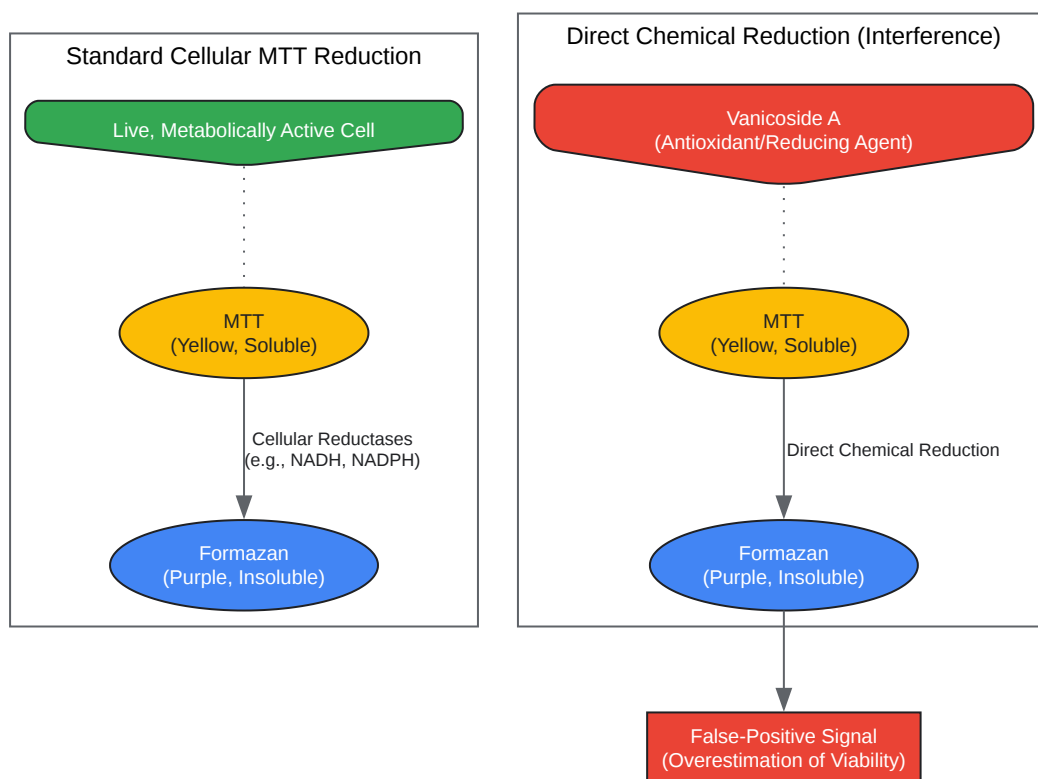 Standard Cellular MTT Reduction
Live, Metabolically Active Cell
MTT
(Yellow, Soluble)
Cellular Reductases
(e.g., NADH, NADPH)
Formazan
(Purple, Insoluble)
Direct Chemical Reduction (Interference)
Vanicoside A
(Antioxidant/Reducing Agent)
MTT
(Yellow, Soluble)
Direct Chemical Reduction
Formazan
(Purple, Insoluble)
False-Positive Signal
(Overestimation of Viability)